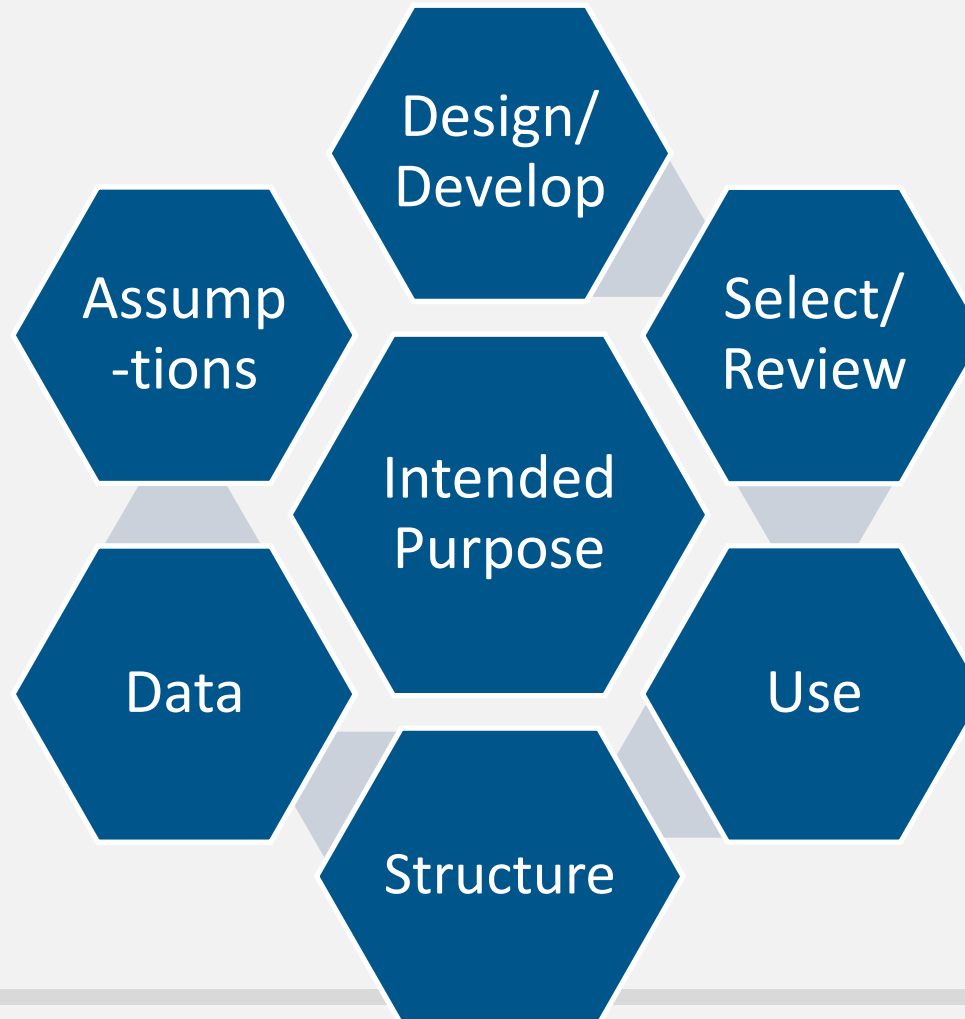 Design/
Develop
Select/
Review
Use
Structure
Data
Assump
-tions
Intended
Purpose